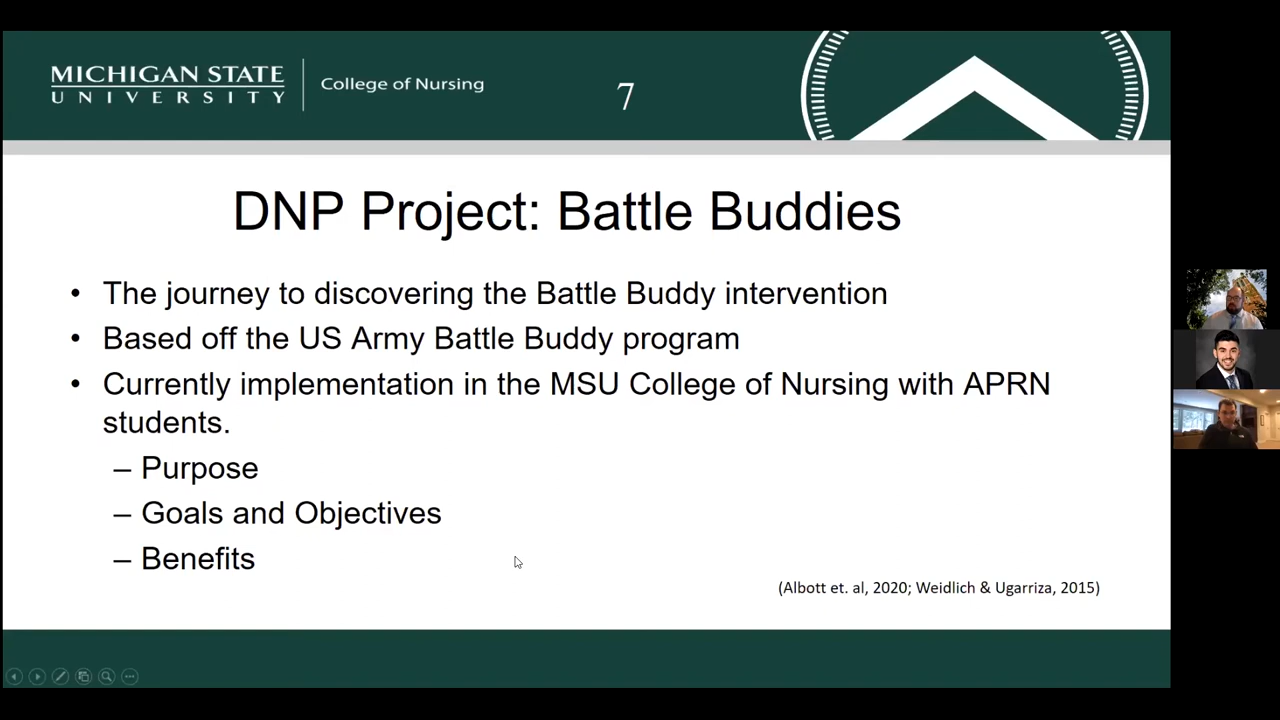 MICHIGAN STATE
UNIVERSITY
College of Nursing
7
DNP Project: Battle Buddies
• The journey to discovering the Battle Buddy intervention
• Based off the US Army Battle Buddy program
• Currently implementation in the MSU College of Nursing with APRN
students.
– Purpose
– Goals and Objectives
– Benefits
(Albott et. al, 2020; Weidlich & Ugarriza, 2015)